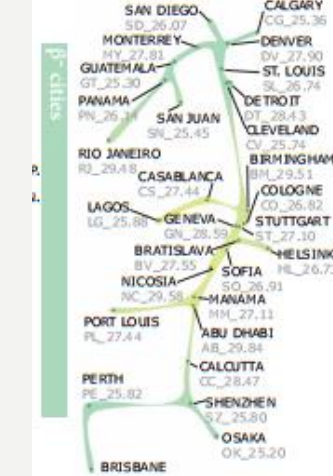 SAN DIEGO
SD_26.07
CALGARY
CG_25.36
MONTERREY
MY_27.81
DENVER
DV_27.90
GUATEMALA
GT_25.30
ST. LOUIS
SL_26.74
PANAMA
DETROIT
DT_28.43
SAN JUAN
SN_25.45
CLEVELAND
CV_25.74
RIO JANEIRO
RJ_29.48
BIRMINGHAM
BM_29.51
CASABLANCA
CS_27.44
COLOGNE
CO_26.82
LAGOS
LG_25.88
GENEVA
GN_28.59
STUTTGART
ST_27.10
BRATISLAVA
BV_27.55
HELSINK
SOFIA
SO_26.91
NICOSIA
NC_29.58
MANAMA
MM_27.11
PORT LOUIS
PL_27.44
ABU DHABI
AB_29.84
CALCUTTA
CC_28.47
PERTH
PE_25.82
SHENZHEN
SZ_25.80
OSAKA
OK_25.20
BRISBANE
β⁻ cities
P.